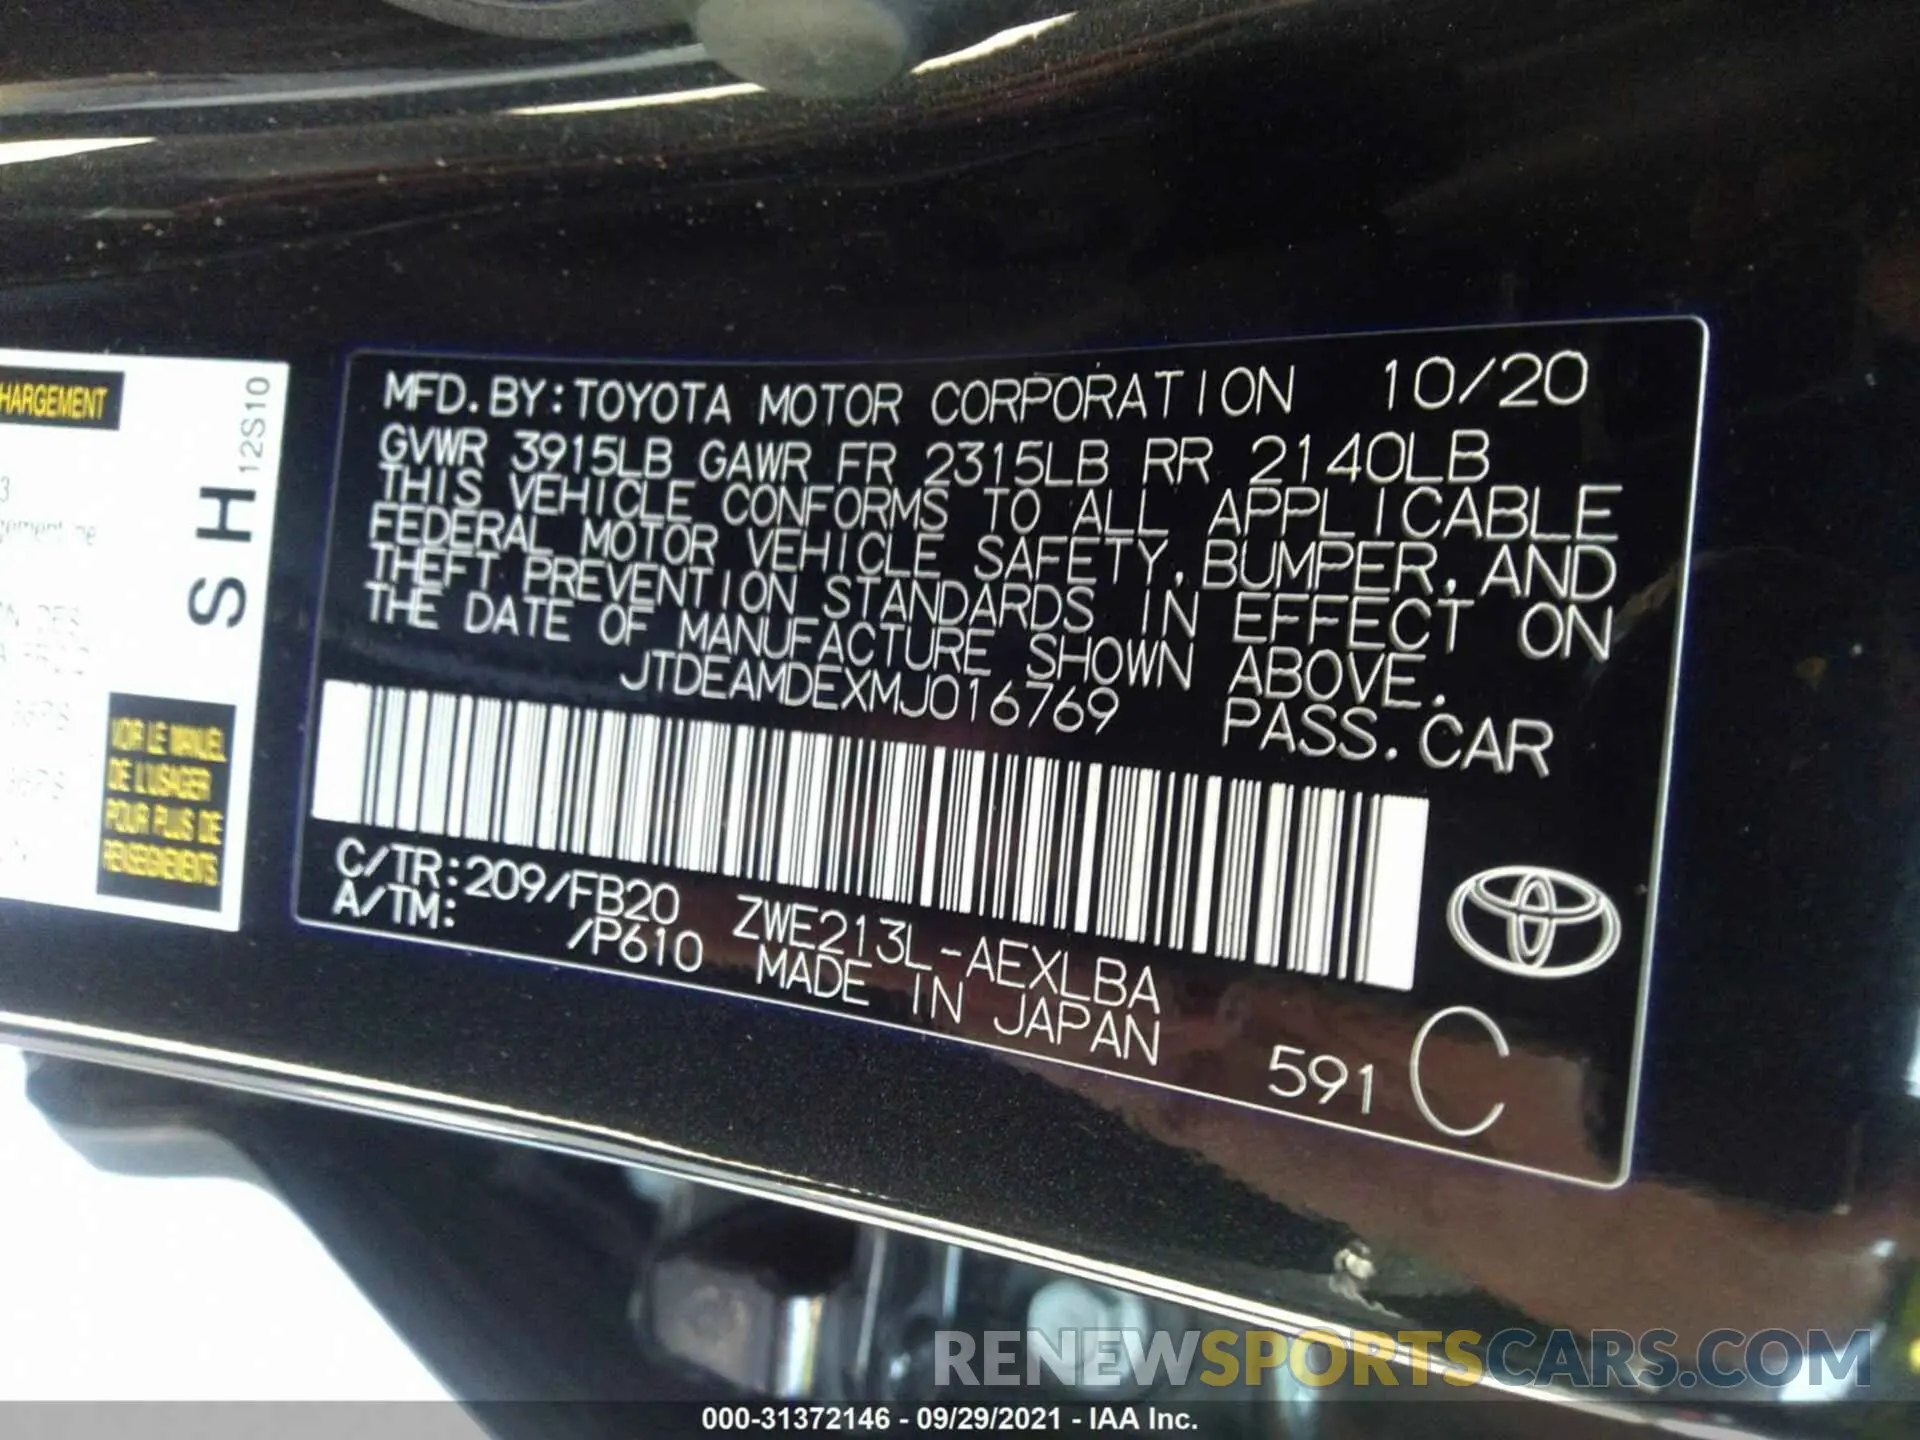 HARGEMENT
12S10
S H
3
VOIR LE MANUEL
DE L'USAGER
POUR PLUS DE
RENSEIGNEMENTS
MFD. BY: TOYOTA MOTOR CORPORATION 10/20
GVWR 3915LB GAWR FR 2315LB RR 2140LB
THIS VEHICLE CONFORMS TO ALL APPLICABLE
FEDERAL MOTOR VEHICLE SAFETY, BUMPER, AND
THEFT PREVENTION STANDARDS IN EFFECT ON
THE DATE OF MANUFACTURE SHOWN ABOVE.
JTDEAMDEXMJ016769 PASS. CAR
C/TR: 209/FB20 ZWE213L-AEXLBA
A/TM: /P610 MADE IN JAPAN
591 C
RENEWSPORTSCARS.COM
000-31372146 - 09/29/2021 - IAA Inc.